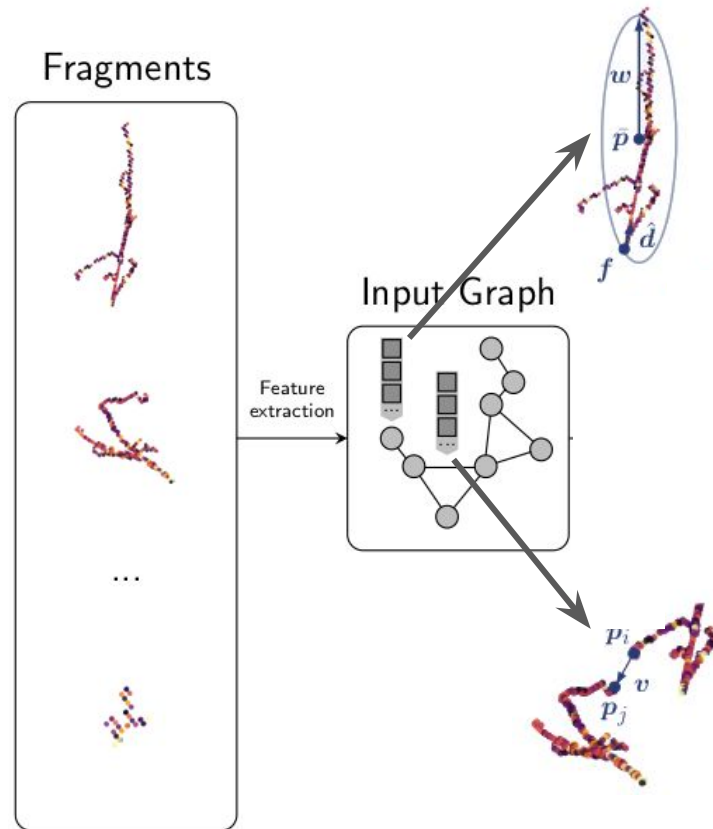 Fragments
...
Feature
extraction
Input Graph
...
...
w
p̄
d̂
f
p_i
v
p_j